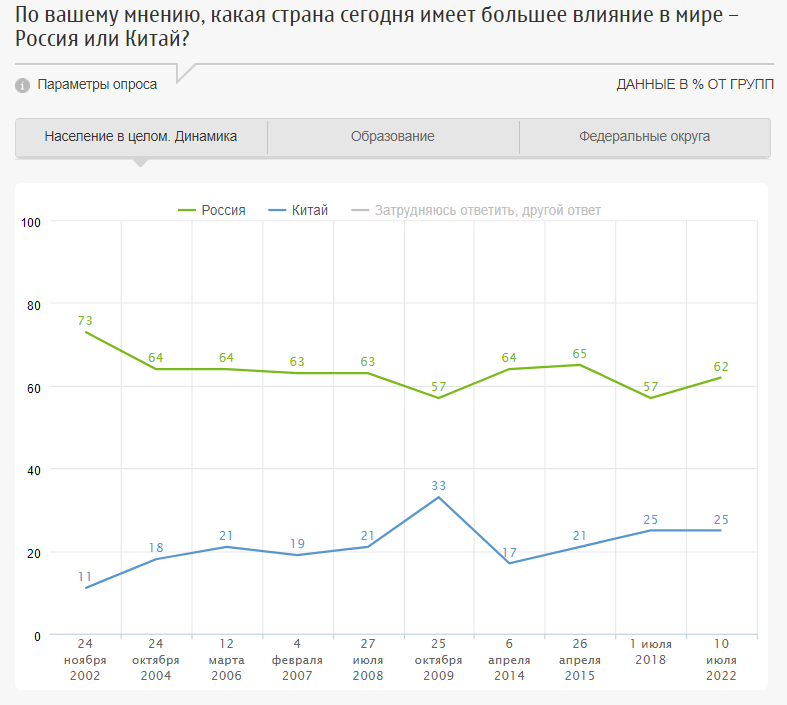 По вашему мнению, какая страна сегодня имеет большее влияние в мире –
Россия или Китай?
i Параметры опроса
ДАННЫЕ В % ОТ ГРУПП
Население в целом. Динамика
Образование
Федеральные округа
Россия Китай Затрудняюсь ответить, другой ответ
100
80
60
40
20
0
73 64 64 63 63 57 64 65 57 62
11 18 21 19 21 33 17 21 25 25
24 24 12 4 27 25 6 26 1 июля 10
ноября октября марта февраля июля октября апреля апреля 2018 июля
2002 2004 2006 2007 2008 2009 2014 2015 2022